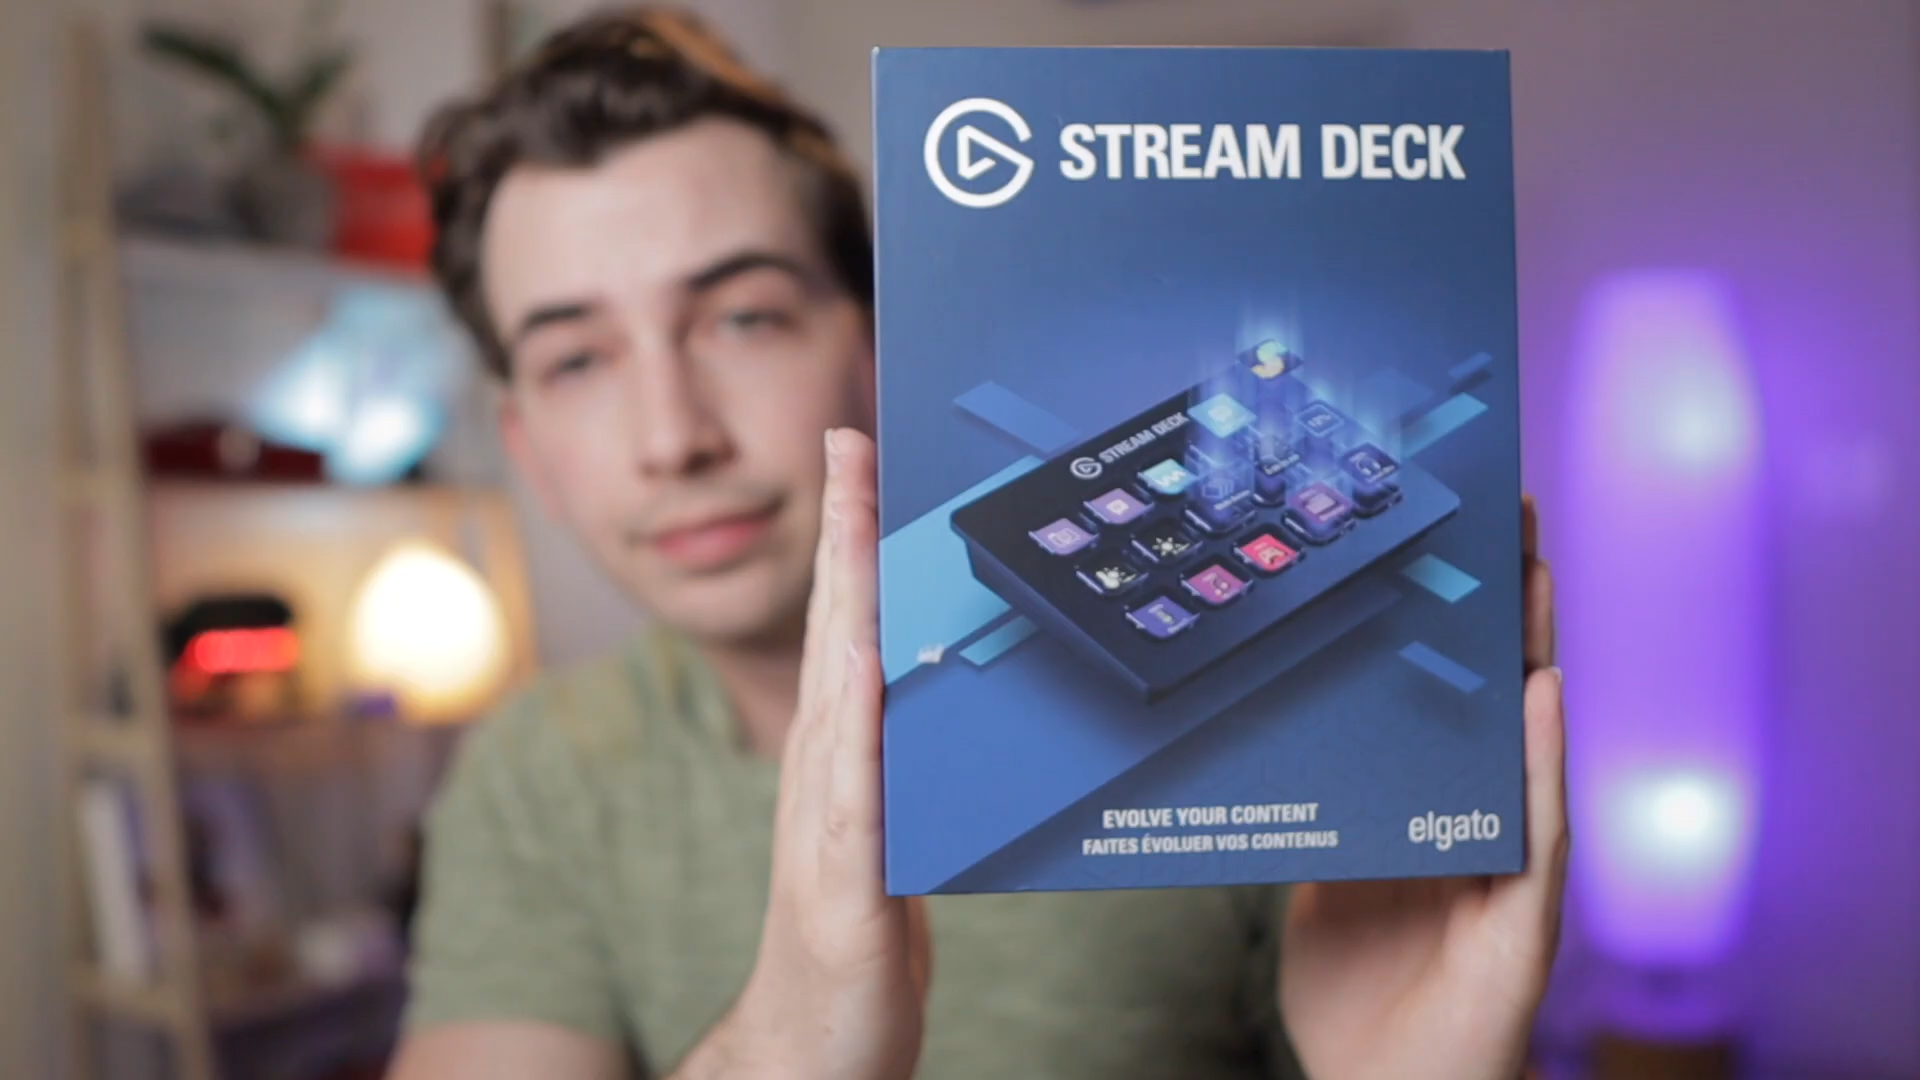 STREAM DECK
STREAM DECK
EVOLVE YOUR CONTENT
FAITES ÉVOLUER VOS CONTENUS
elgato